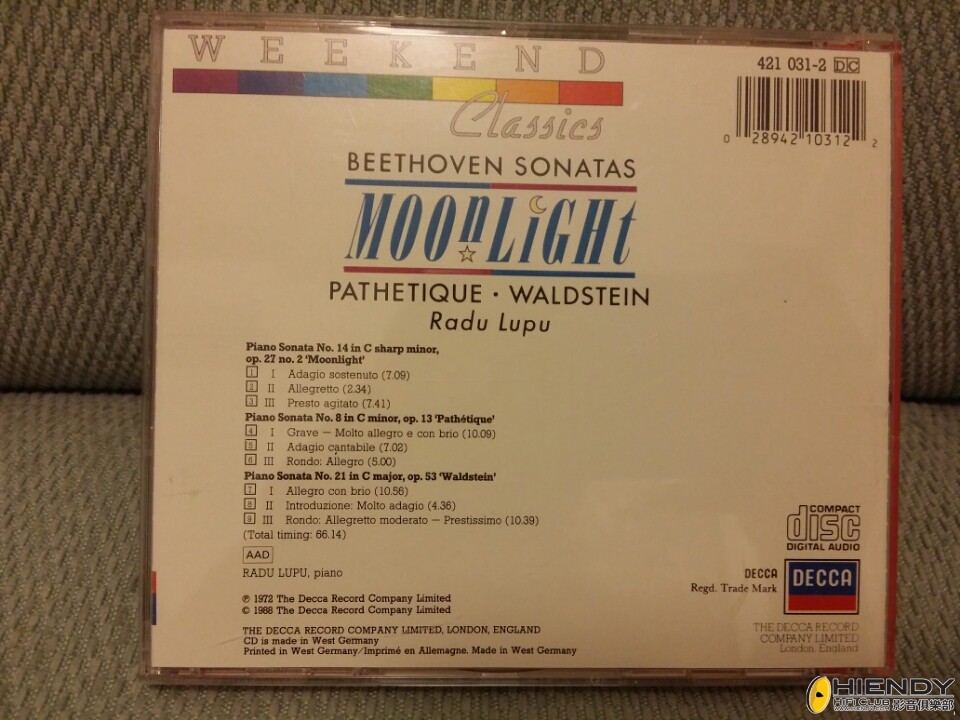 WEEKEND
Classics
421 031-2 DC
0 28942 10312 2
BEETHOVEN SONATAS
MOOnLiGHt
PATHETIQUE · WALDSTEIN
Radu Lupu
Piano Sonata No. 14 in C sharp minor,
op. 27 no. 2 ‘Moonlight’
1 I Adagio sostenuto (7.09)
2 II Allegretto (2.34)
3 III Presto agitato (7.41)
Piano Sonata No. 8 in C minor, op. 13 ‘Pathétique’
4 I Grave – Molto allegro e con brio (10.09)
5 II Adagio cantabile (7.02)
6 III Rondo: Allegro (5.00)
Piano Sonata No. 21 in C major, op. 53 ‘Waldstein’
7 I Allegro con brio (10.56)
8 II Introduzione: Molto adagio (4.36)
9 III Rondo: Allegretto moderato – Prestissimo (10.39)
(Total timing: 66.14)
AAD
RADU LUPU, piano
℗ 1972 The Decca Record Company Limited
© 1988 The Decca Record Company Limited
THE DECCA RECORD COMPANY LIMITED, LONDON, ENGLAND
CD is made in West Germany
Printed in West Germany/Imprimé en Allemagne. Made in West Germany
COMPACT
disc
DIGITAL AUDIO
DECCA
Regd. Trade Mark
DECCA
THE DECCA RECORD
COMPANY LIMITED
London, England
HIENDY
HIFI CLUB 影音俱樂部